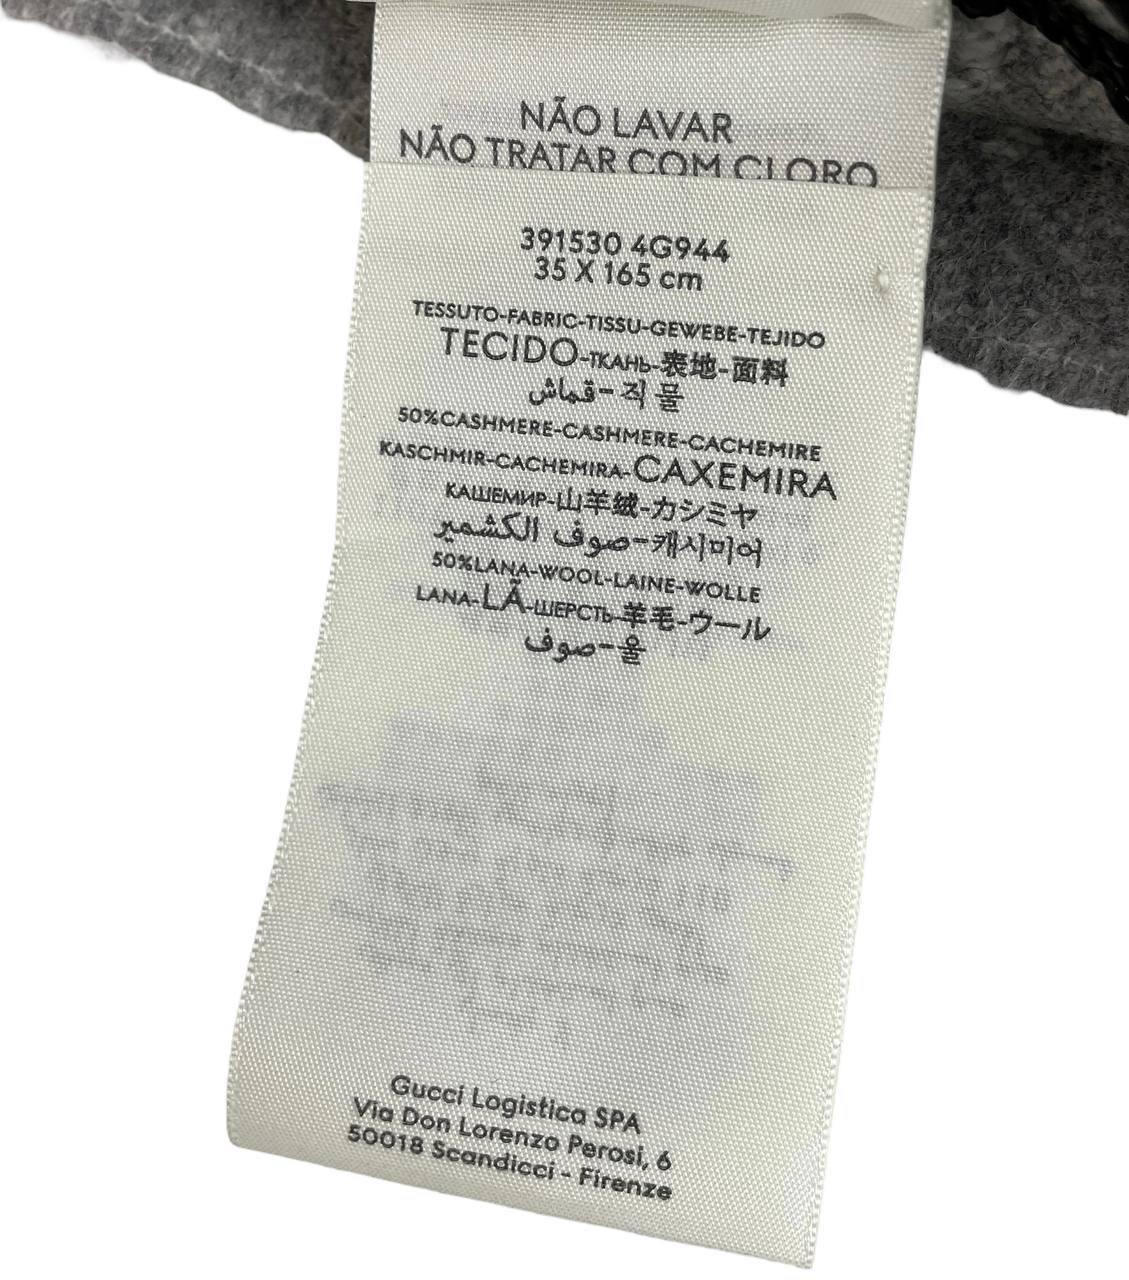 NÃO LAVAR
NÃO TRATAR COM CLORO
391530 4G944
35 X 165 cm
TESSUTO-FABRIC-TISSU-GEWEBE-TEJIDO
TECIDO-ТКАНЬ-表地-面料
قماش-직물
50%CASHMERE-CASHMERE-CACHEMIRE
KASCHMIR-CACHEMIRA-CAXEMIRA
КАШЕМИР-山羊绒-カシミヤ
صوف الكشمير-캐시미어
50%LANA-WOOL-LAINE-WOLLE
LANA-LÃ-ШЕРСТЬ-羊毛-ウール
صوف-울
Gucci Logistica SPA
Via Don Lorenzo Perosi, 6
50018 Scandicci - Firenze